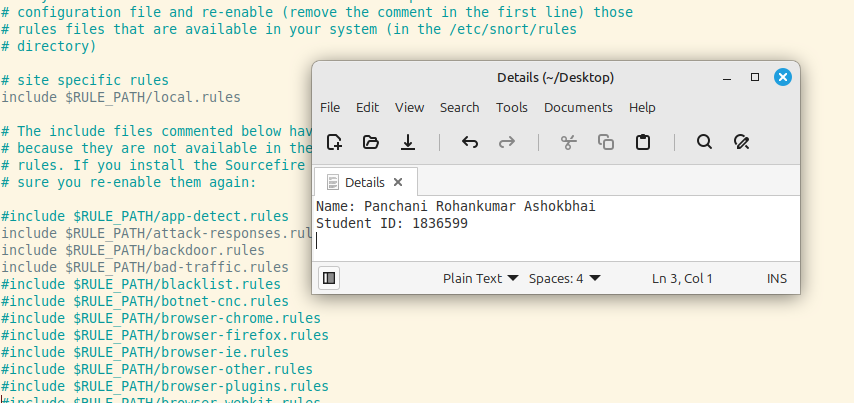 # configuration file and re-enable (remove the comment in the first line) those
# rules files that are available in your system (in the /etc/snort/rules
# directory)
# site specific rules
include $RULE_PATH/local.rules
# The include files commented below hav
# because they are not available in the
# rules. If you install the Sourcefire
# sure you re-enable them again:
#include $RULE_PATH/app-detect.rules
include $RULE_PATH/attack-responses.rul
include $RULE_PATH/backdoor.rules
include $RULE_PATH/bad-traffic.rules
#include $RULE_PATH/blacklist.rules
#include $RULE_PATH/botnet-cnc.rules
#include $RULE_PATH/browser-chrome.rules
#include $RULE_PATH/browser-firefox.rules
#include $RULE_PATH/browser-ie.rules
#include $RULE_PATH/browser-other.rules
#include $RULE_PATH/browser-plugins.rules
#include $RULE_PATH/browser-webkit.rules
Details (~/Desktop)
File Edit View Search Tools Documents Help
Details
Name: Panchani Rohankumar Ashokbhai
Student ID: 1836599
Plain Text Spaces: 4 Ln 3, Col 1 INS